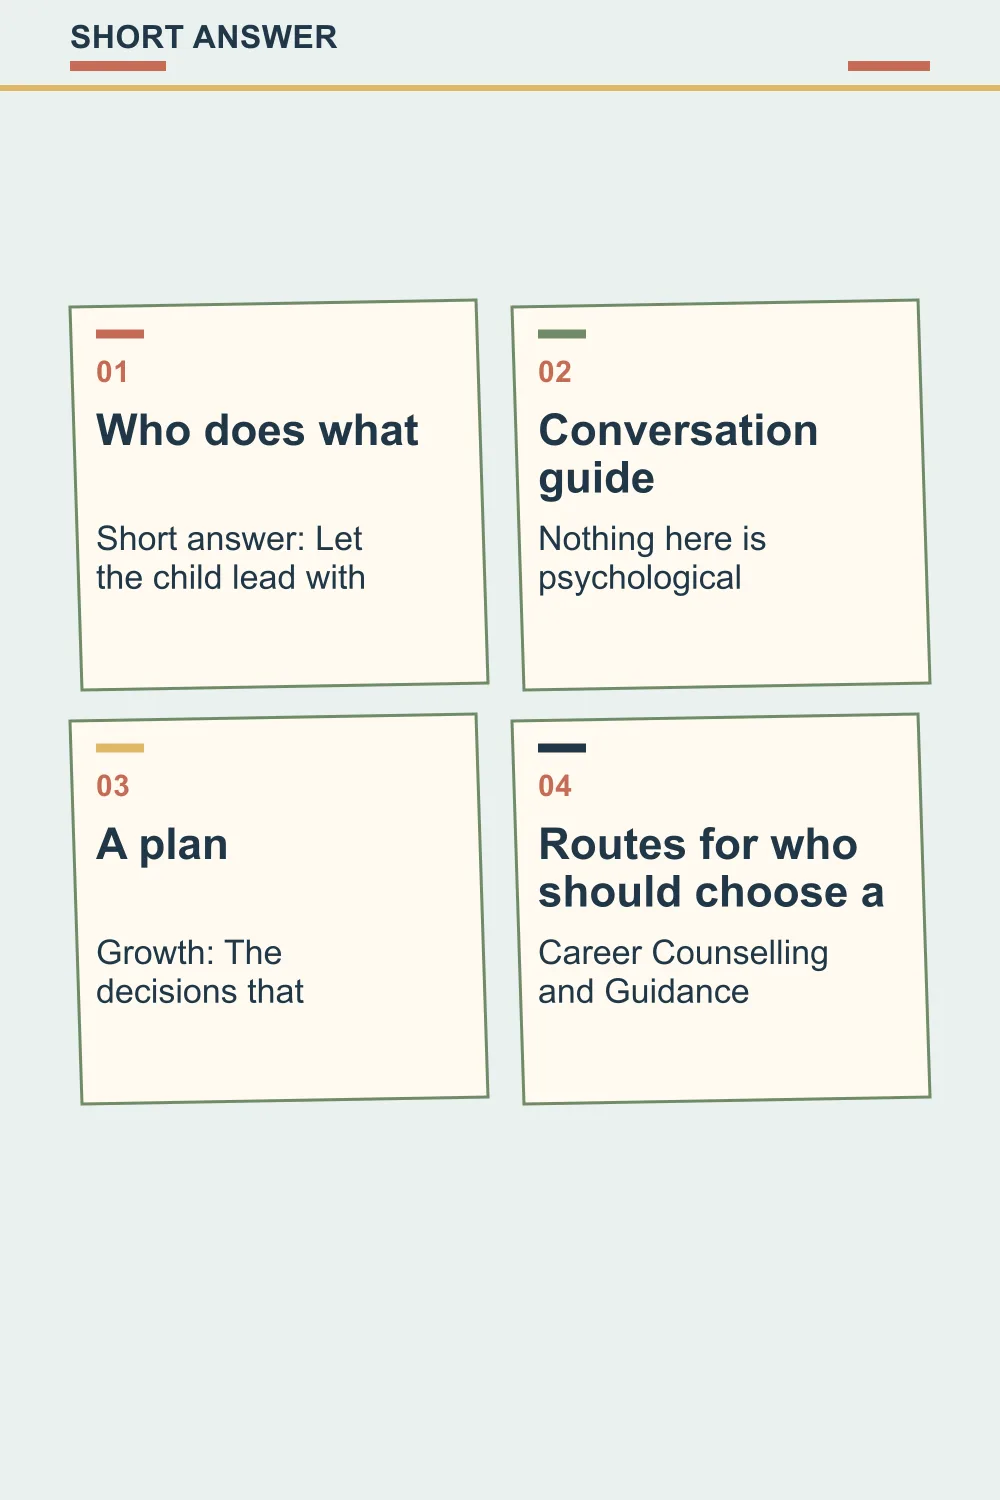 SHORT ANSWER
01
Who does what
Short answer: Let
the child lead with
02
Conversation
guide
Nothing here is
psychological
03
A plan
Growth: The
decisions that
04
Routes for who
should choose a
Career Counselling
and Guidance